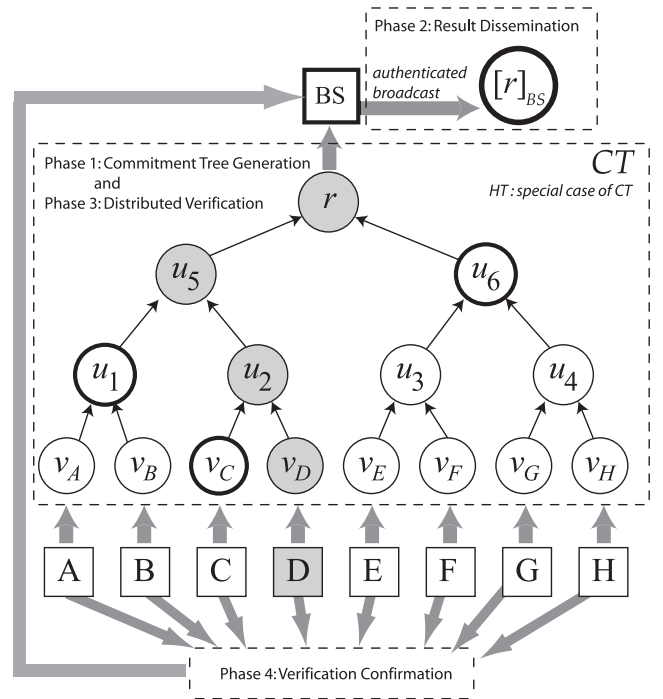 Phase 2: Result Dissemination
authenticated
broadcast
[r]BS
BS
Phase 1: Commitment Tree Generation
and
Phase 3: Distributed Verification
CT
HT : special case of CT
r
u5
u6
u1
u2
u3
u4
vA
vB
vC
vD
vE
vF
vG
vH
A
B
C
D
E
F
G
H
Phase 4: Verification Confirmation